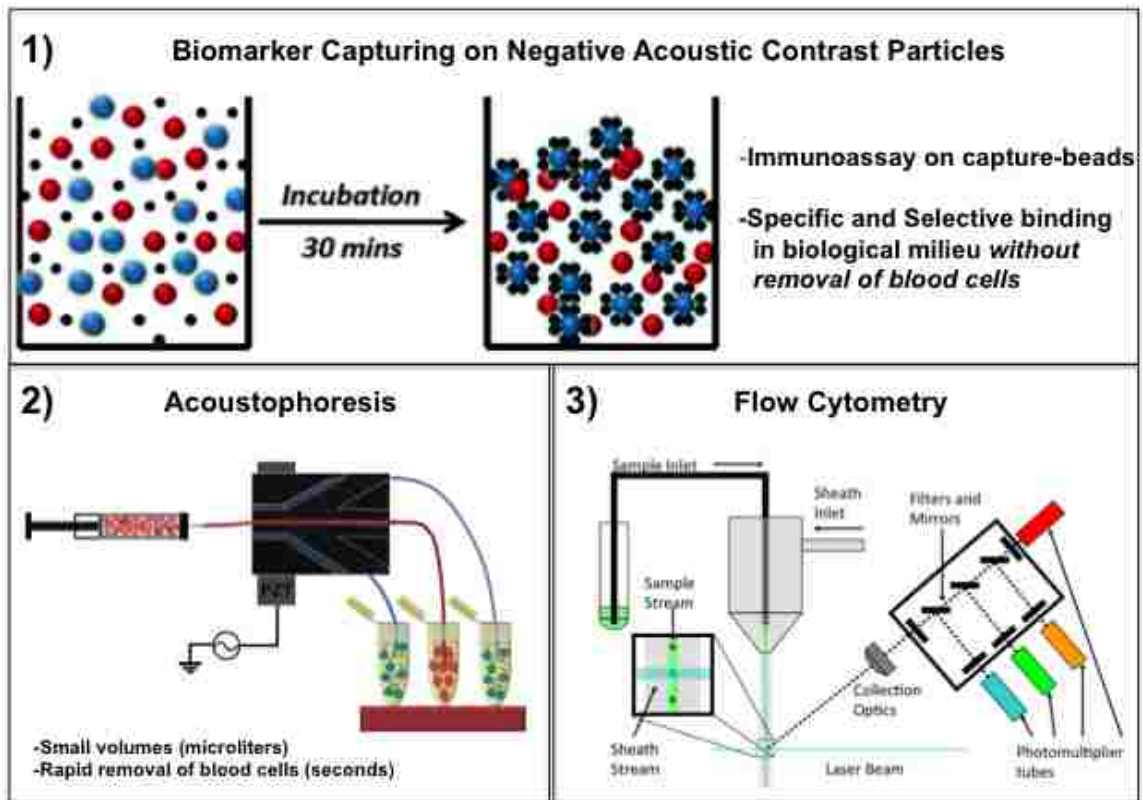 1)
Biomarker Capturing on Negative Acoustic Contrast Particles
Incubation
30 mins
-Immunoassay on capture-beads
-Specific and Selective binding
in biological milieu without
removal of blood cells
2)
Acoustophoresis
PZT
-Small volumes (microliters)
-Rapid removal of blood cells (seconds)
3)
Flow Cytometry
Sample Inlet
Sheath
Inlet
Filters and
Mirrors
Sample
Stream
Collection
Optics
Sheath
Stream
Laser Beam
Photomultiplier
tubes